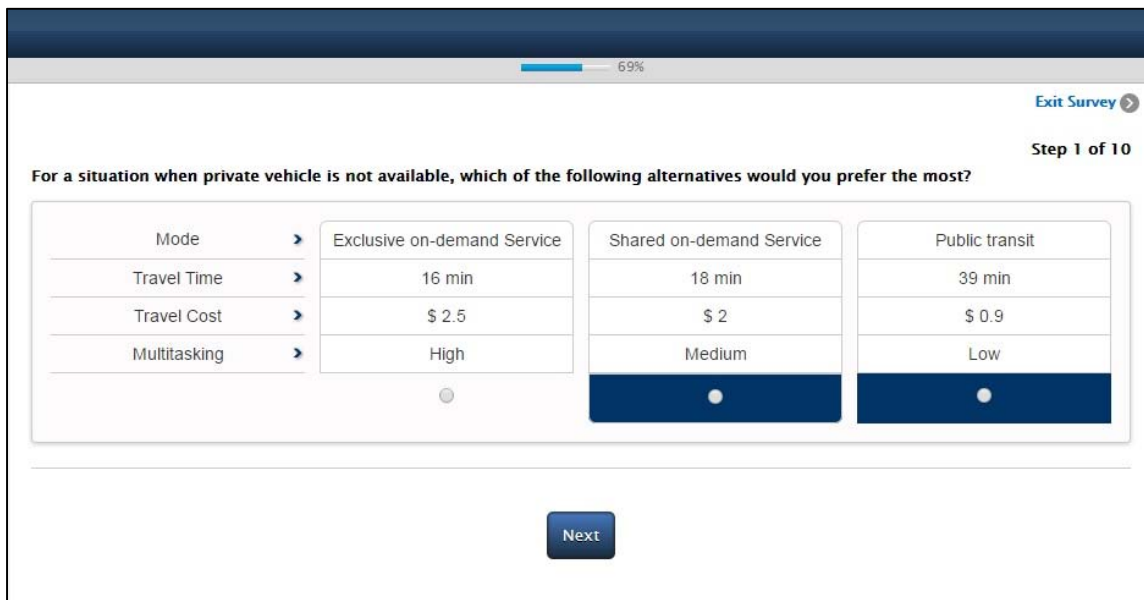 69%
Exit Survey
Step 1 of 10
For a situation when private vehicle is not available, which of the following alternatives would you prefer the most?
Mode Exclusive on-demand Service Shared on-demand Service Public transit
Travel Time 16 min 18 min 39 min
Travel Cost $ 2.5 $ 2 $ 0.9
Multitasking High Medium Low
Next